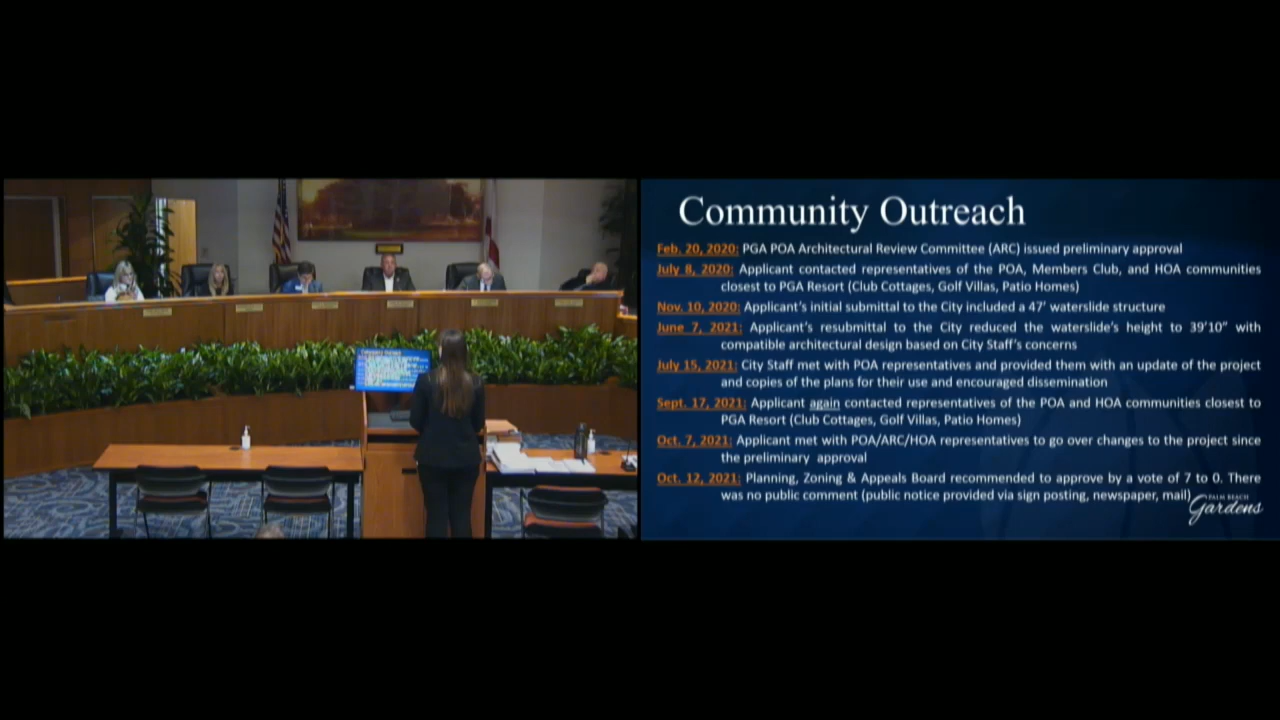 Community Outreach
Feb. 20, 2020: PGA POA Architectural Review Committee (ARC) issued preliminary approval
July 8, 2020: Applicant contacted representatives of the POA, Members Club, and HOA communities
closest to PGA Resort (Club Cottages, Golf Villas, Patio Homes)
Nov. 10, 2020: Applicant's initial submittal to the City included a 47' waterslide structure
June 7, 2021: Applicant's resubmittal to the City reduced the waterslide's height to 39'10” with
compatible architectural design based on City Staff's concerns
July 15, 2021: City Staff met with POA representatives and provided them with an update of the project
and copies of the plans for their use and encouraged dissemination
Sept. 17, 2021: Applicant again contacted representatives of the POA and HOA communities closest to
PGA Resort (Club Cottages, Golf Villas, Patio Homes)
Oct. 7, 2021: Applicant met with POA/ARC/HOA representatives to go over changes to the project since
the preliminary approval
Oct. 12, 2021: Planning, Zoning & Appeals Board recommended to approve by a vote of 7 to 0. There
was no public comment (public notice provided via sign posting, newspaper, mail)
PALM BEACH
Gardens